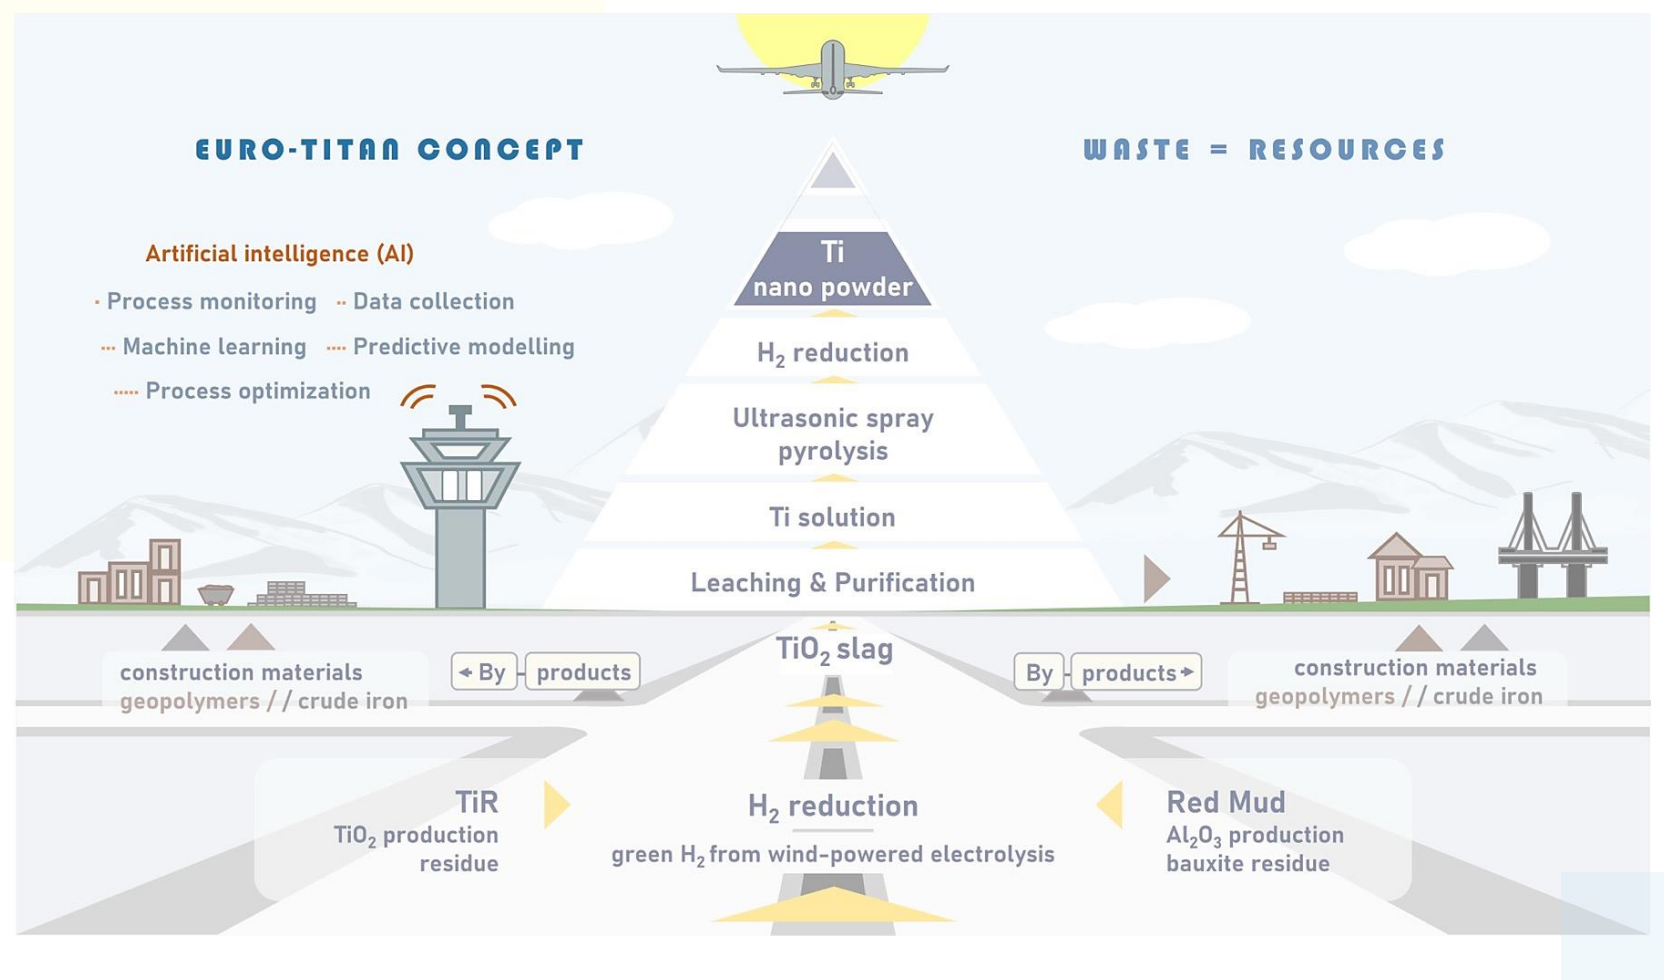 EURO-TITAN CONCEPT
WASTE = RESOURCES
Artificial intelligence (AI)
· Process monitoring ·· Data collection
··· Machine learning ···· Predictive modelling
····· Process optimization
Ti
nano powder
H₂ reduction
Ultrasonic spray
pyrolysis
Ti solution
Leaching & Purification
TiO₂ slag
By products
By products
construction materials
geopolymers // crude iron
construction materials
geopolymers // crude iron
TiR
TiO₂ production
residue
H₂ reduction
green H₂ from wind-powered electrolysis
Red Mud
Al₂O₃ production
bauxite residue